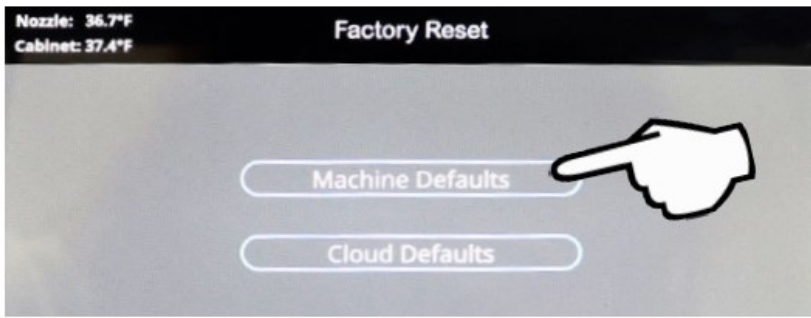 Nozzle: 36.7°F
Cabinet: 37.4°F
Factory Reset
Machine Defaults
Cloud Defaults